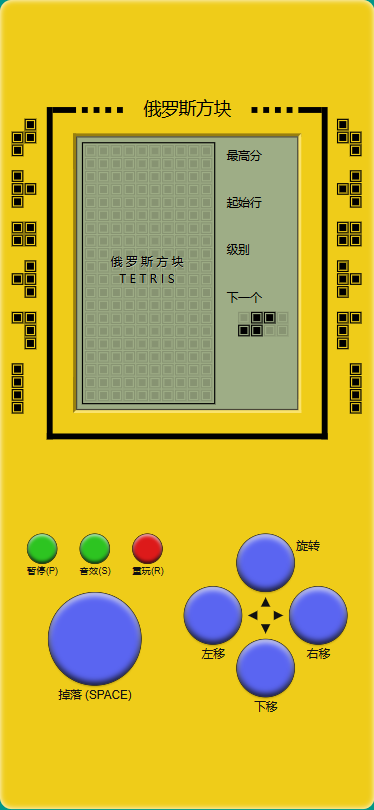 俄罗斯方块
最高分
起始行
级别
俄罗斯方块
TETRIS
下一个
暂停(P)
音效(S)
重玩(R)
旋转
左移
右移
掉落 (SPACE)
下移